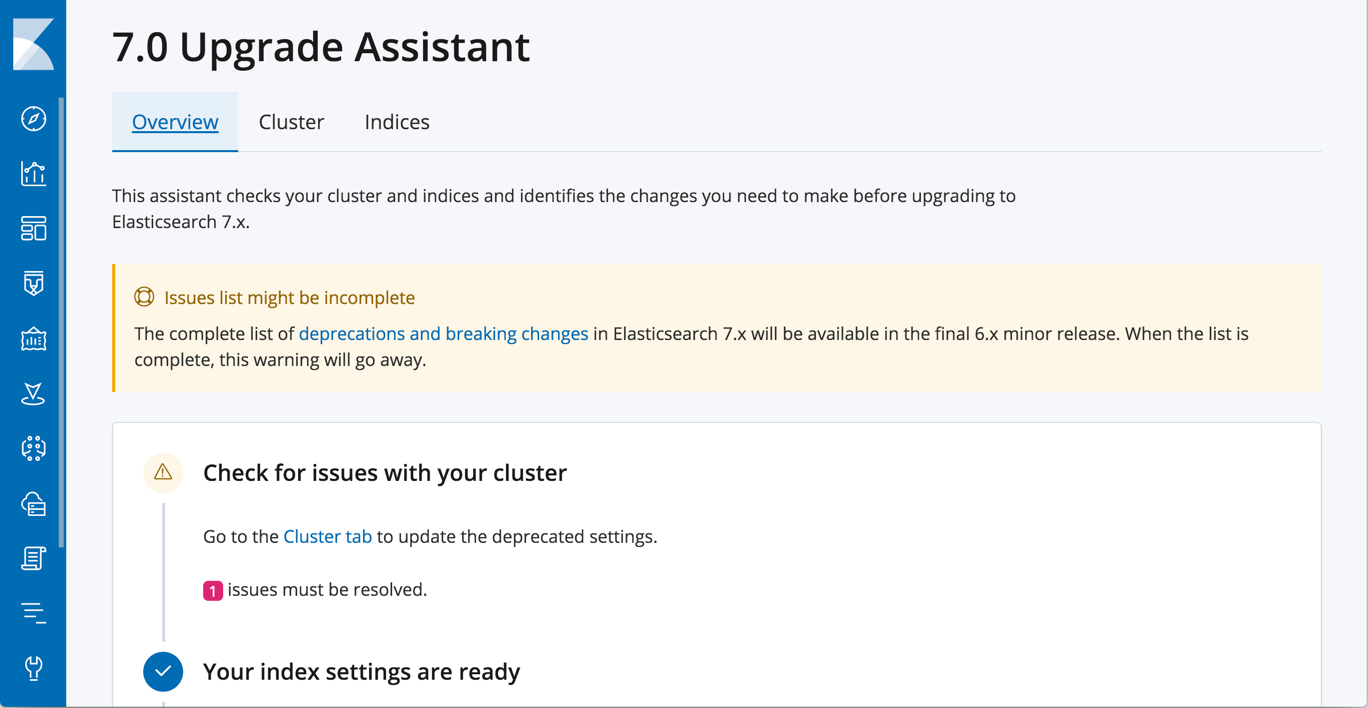 7.0 Upgrade Assistant
Overview Cluster Indices
This assistant checks your cluster and indices and identifies the changes you need to make before upgrading to
Elasticsearch 7.x.
Issues list might be incomplete
The complete list of deprecations and breaking changes in Elasticsearch 7.x will be available in the final 6.x minor release. When the list is
complete, this warning will go away.
Check for issues with your cluster
Go to the Cluster tab to update the deprecated settings.
1 issues must be resolved.
Your index settings are ready